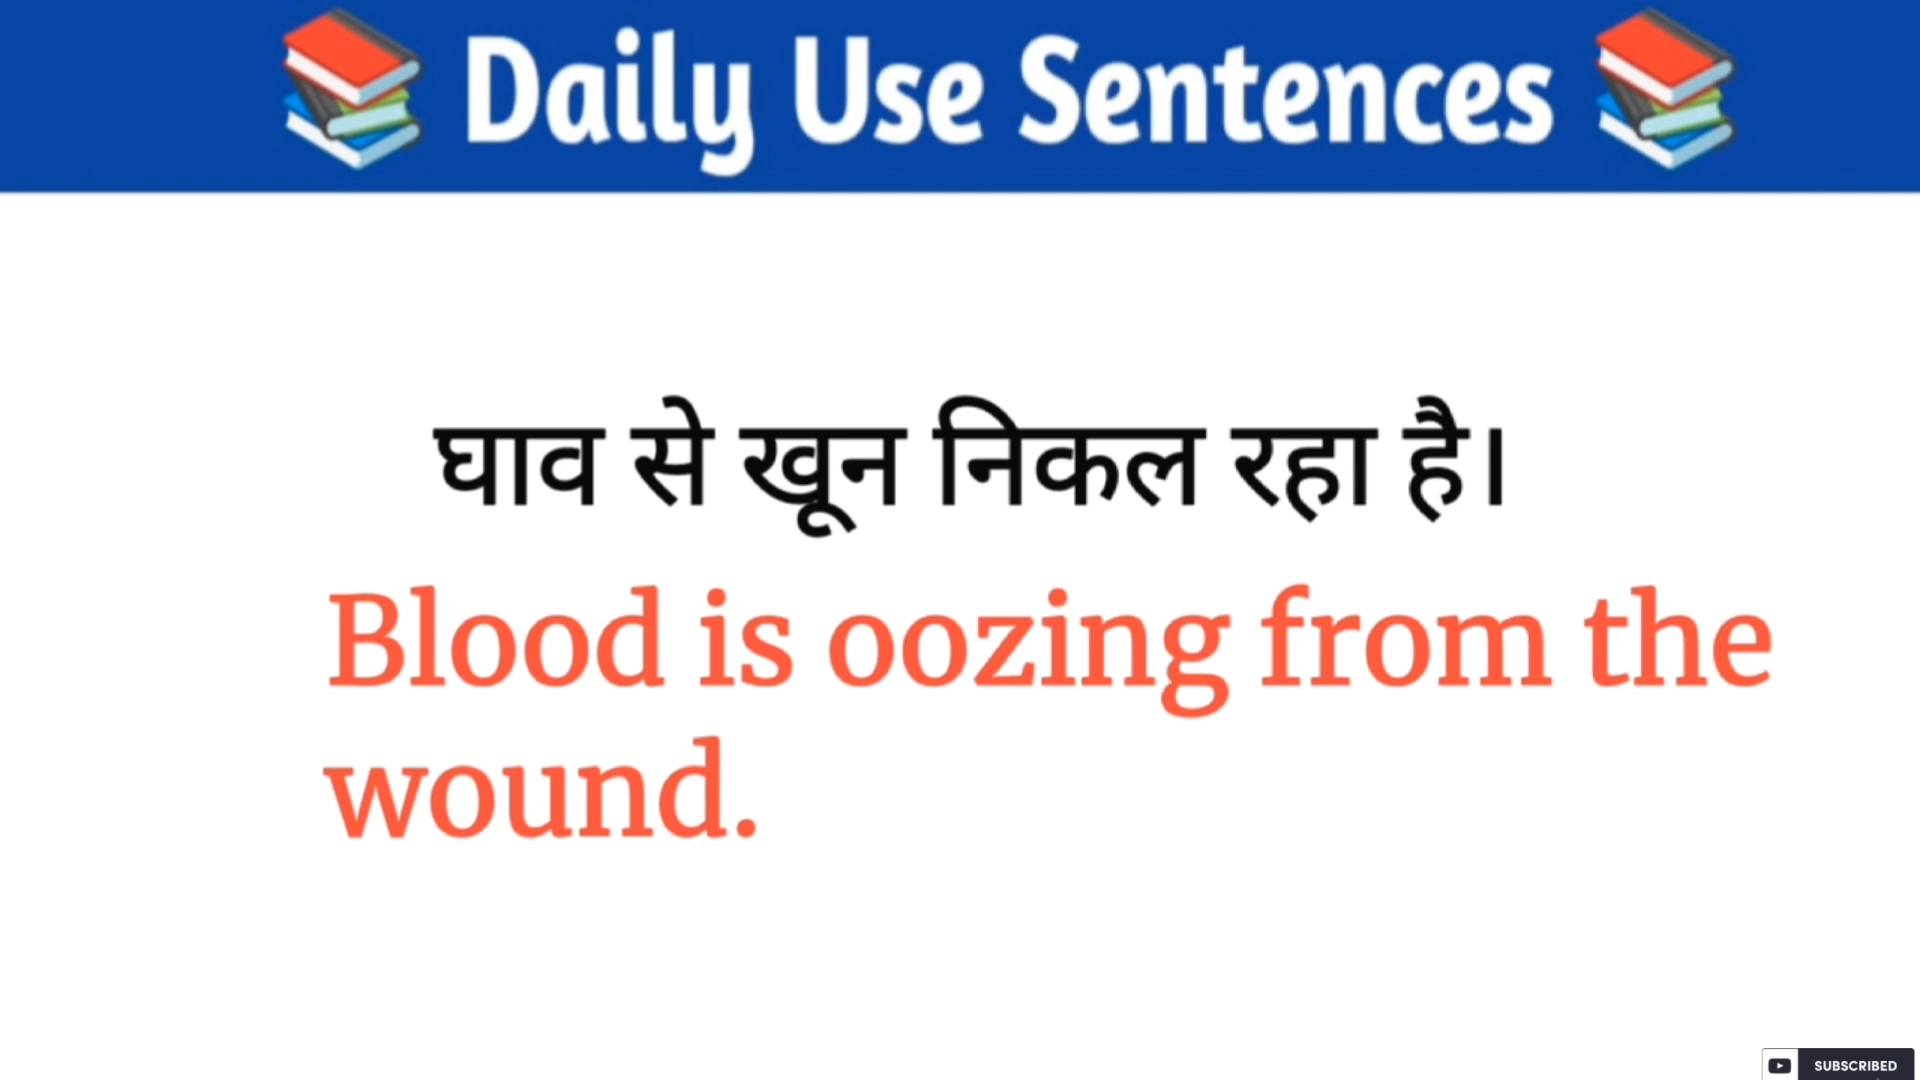 Daily Use Sentences
घाव से खून निकल रहा है।
Blood is oozing from the
wound.
SUBSCRIBED